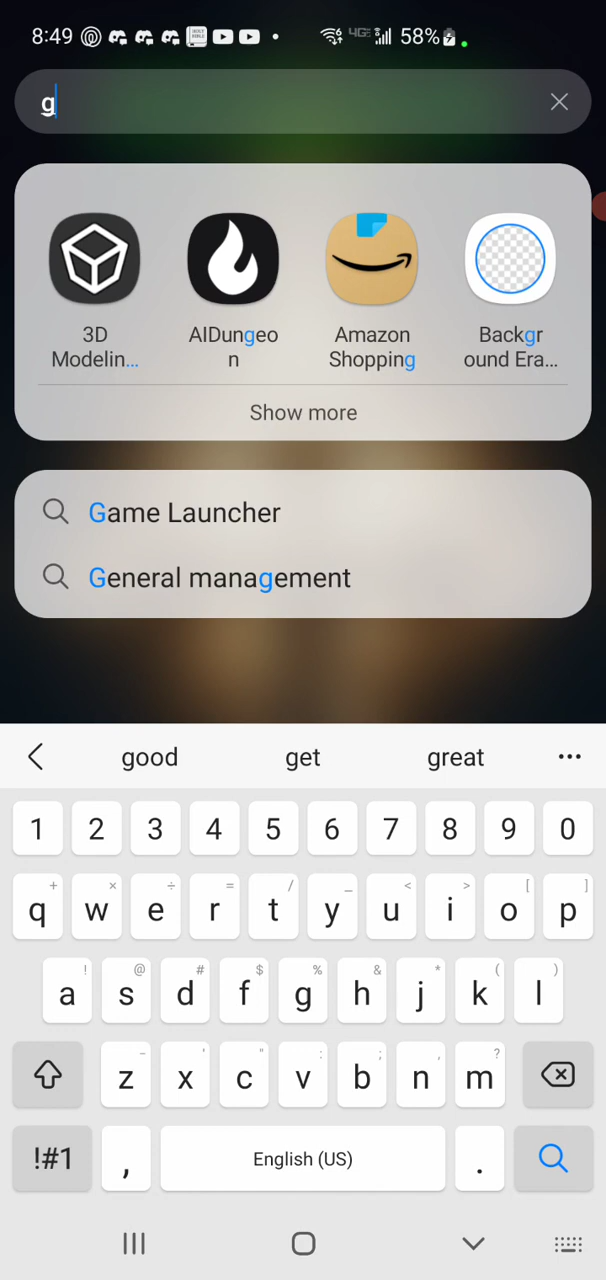 8:49 4GE 58%
g
3D
Modelin...
AIDungeo
n
Amazon
Shopping
Backgr
ound Era...
Show more
Game Launcher
General management
good get great
1 2 3 4 5 6 7 8 9 0
+ × ÷ = / _ < > [ ]
q w e r t y u i o p
! @ # $ % & * ( )
a s d f g h j k l
- ' " : ; , ?
z x c v b n m
!#1 , English (US) .